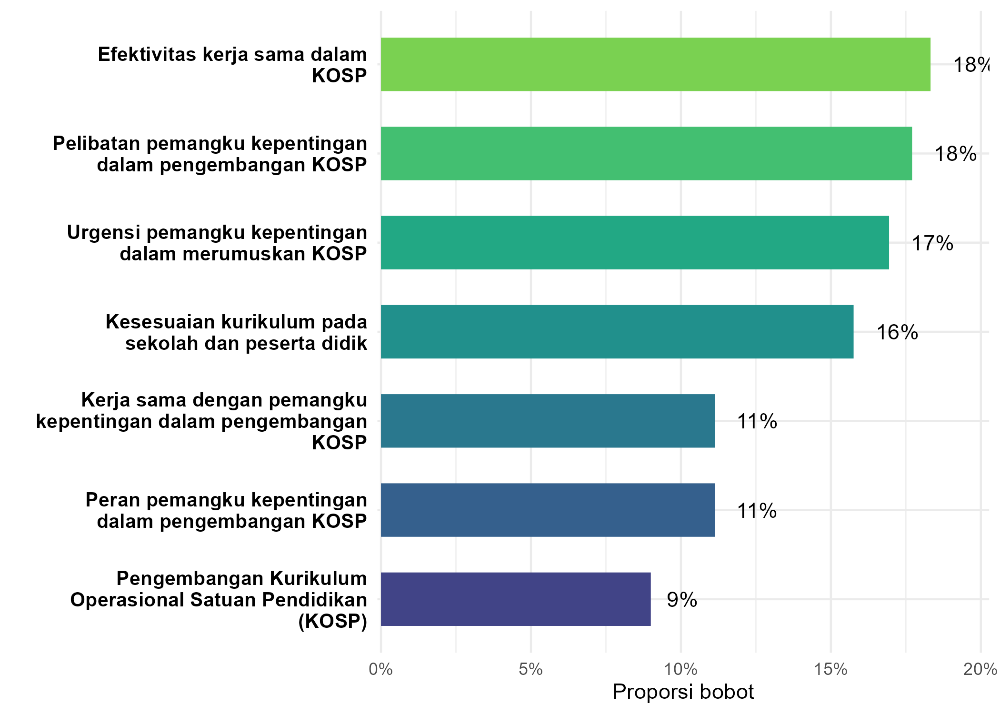 Efektivitas kerja sama dalam
KOSP
18%
Pelibatan pemangku kepentingan
dalam pengembangan KOSP
18%
Urgensi pemangku kepentingan
dalam merumuskan KOSP
17%
Kesesuaian kurikulum pada
sekolah dan peserta didik
16%
Kerja sama dengan pemangku
kepentingan dalam pengembangan
KOSP
11%
Peran pemangku kepentingan
dalam pengembangan KOSP
11%
Pengembangan Kurikulum
Operasional Satuan Pendidikan
(KOSP)
9%
0% 5% 10% 15% 20%
Proporsi bobot